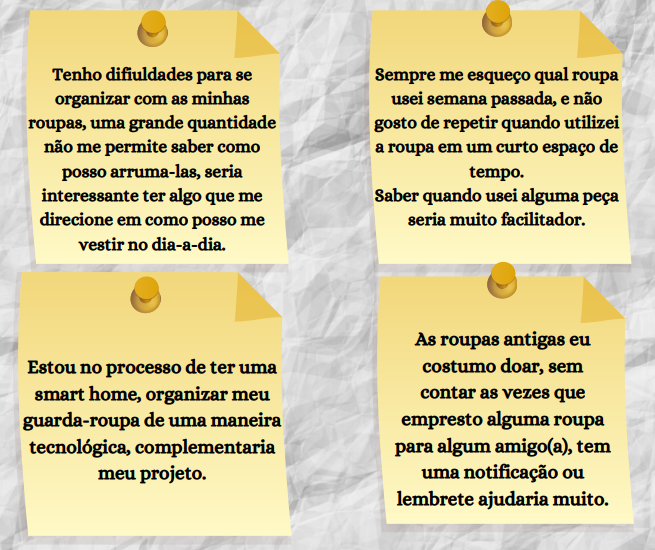 Tenho difiuldades para se
organizar com as minhas
roupas, uma grande quantidade
não me permite saber como
posso arruma-las, seria
interessante ter algo que me
direcione em como posso me
vestir no dia-a-dia.
Sempre me esqueço qual roupa
usei semana passada, e não
gosto de repetir quando utilizei
a roupa em um curto espaço de
tempo.
Saber quando usei alguma peça
seria muito facilitador.
Estou no processo de ter uma
smart home, organizar meu
guarda-roupa de uma maneira
tecnológica, complementaria
meu projeto.
As roupas antigas eu
costumo doar, sem
contar as vezes que
empresto alguma roupa
para algum amigo(a), tem
uma notificação ou
lembrete ajudaria muito.